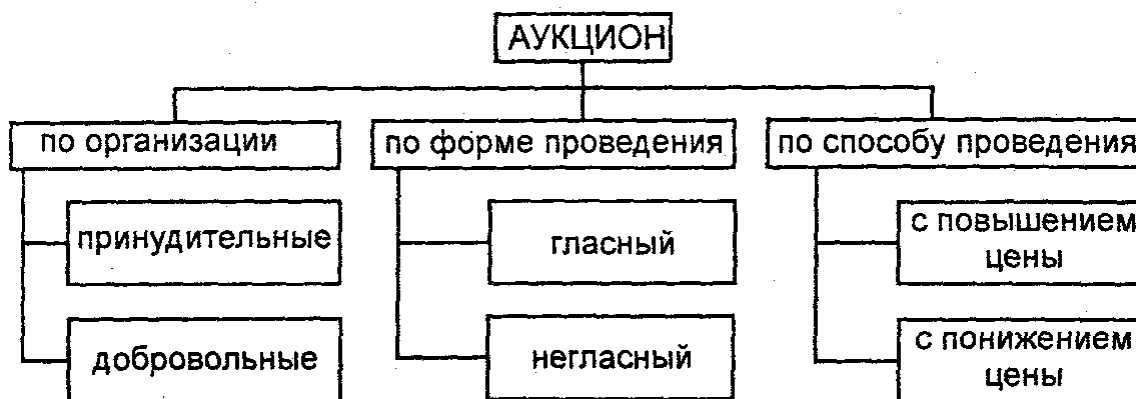 АУКЦИОН
по организации
принудительные
добровольные
по форме проведения
гласный
негласный
по способу проведения
с повышением
цены
с понижением
цены